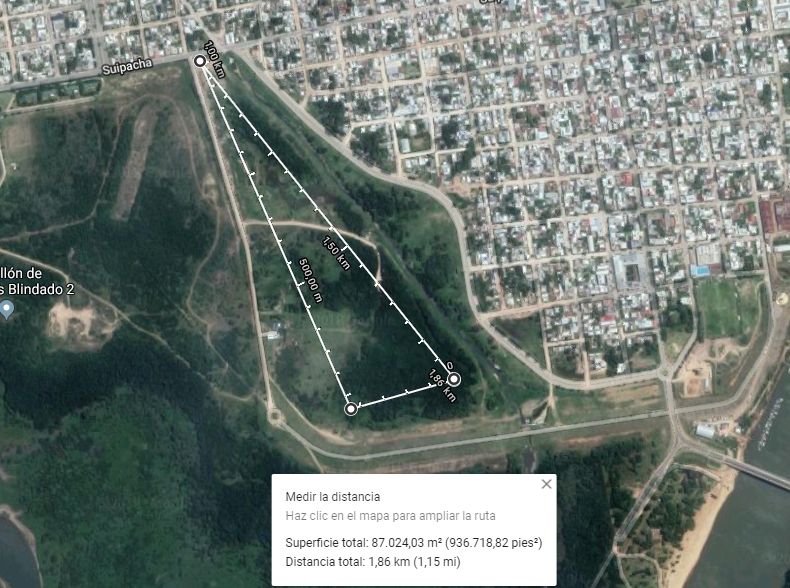 1,00 km
Suipacha
1,50 km
500,00 m
llón de
s Blindado 2
0
1,86 km
Medir la distancia
Haz clic en el mapa para ampliar la ruta
Superficie total: 87.024,03 m² (936.718,82 pies²)
Distancia total: 1,86 km (1,15 mi)